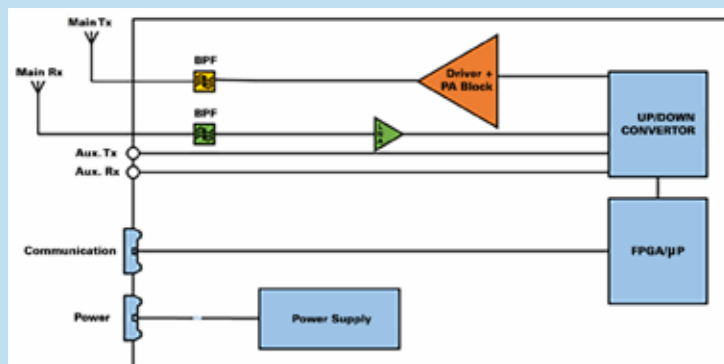 Main Tx
BPF
Main Rx
Driver +
PA Block
BPF
UP/DOWN
CONVERTOR
LNA
Aux. Tx
Aux. Rx
Communication
FPGA/μP
Power
Power Supply